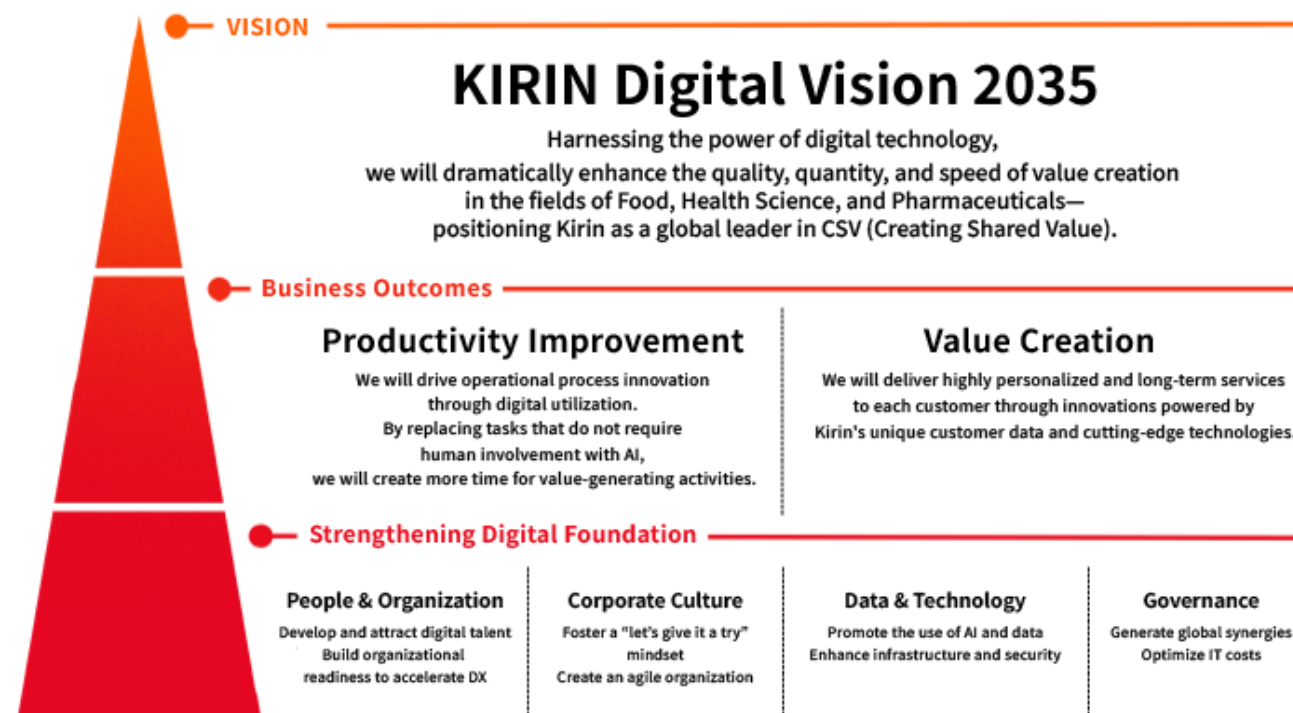 VISION
KIRIN Digital Vision 2035
Harnessing the power of digital technology,
we will dramatically enhance the quality, quantity, and speed of value creation
in the fields of Food, Health Science, and Pharmaceuticals—
positioning Kirin as a global leader in CSV (Creating Shared Value).
Business Outcomes
Productivity Improvement
We will drive operational process innovation
through digital utilization.
By replacing tasks that do not require
human involvement with AI,
we will create more time for value-generating activities.
Value Creation
We will deliver highly personalized and long-term services
to each customer through innovations powered by
Kirin's unique customer data and cutting-edge technologies.
Strengthening Digital Foundation
People & Organization
Develop and attract digital talent
Build organizational
readiness to accelerate DX
Corporate Culture
Foster a “let’s give it a try”
mindset
Create an agile organization
Data & Technology
Promote the use of AI and data
Enhance infrastructure and security
Governance
Generate global synergies
Optimize IT costs